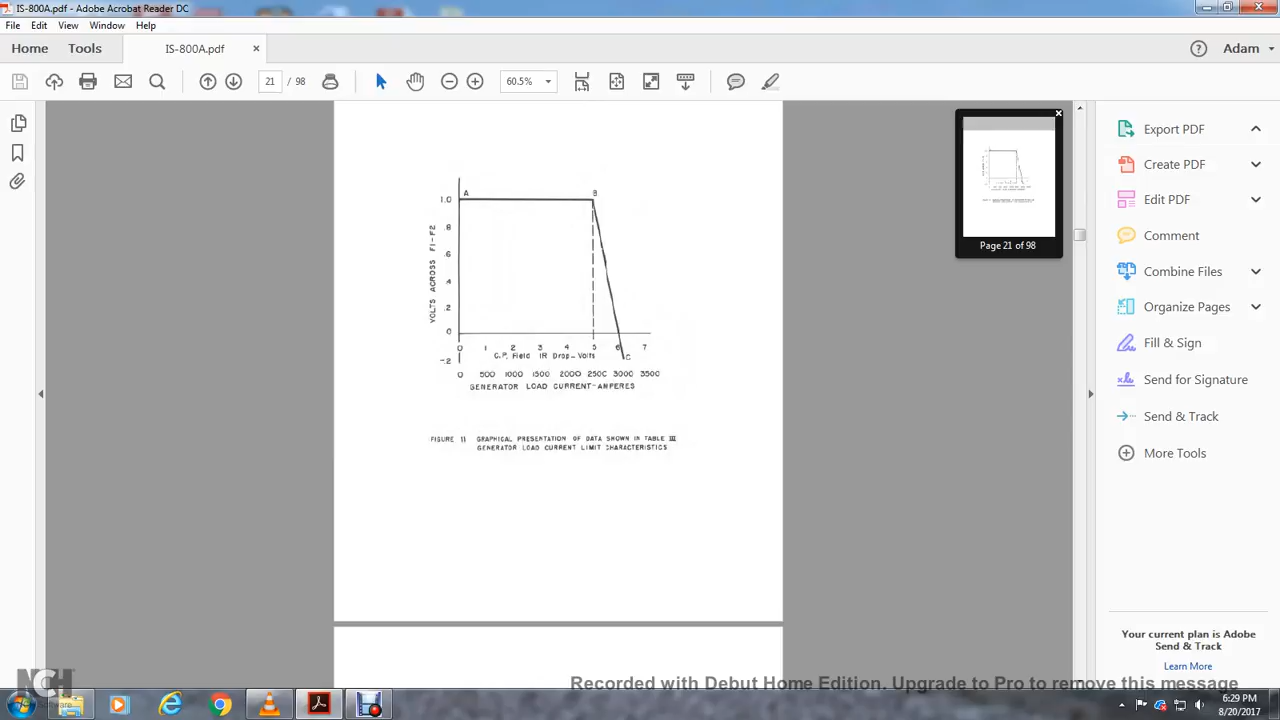 IS-800A.pdf - Adobe Acrobat Reader DC
File Edit View Window Help
Home Tools IS-800A.pdf × Adam
21 / 98 60.5%
Page 21 of 98
A B
1.0
.8
.6
.4
.2
0
-.2
VOLTS ACROSS F1-F2
0 1 2 3 4 5 6 7
C.P. Field IR Drop-Volts C
0 500 1000 1500 2000 2500 3000 3500
GENERATOR LOAD CURRENT-AMPERES
FIGURE 11 GRAPHICAL PRESENTATION OF DATA SHOWN IN TABLE III
GENERATOR LOAD CURRENT LIMIT CHARACTERISTICS
Export PDF
Create PDF
Edit PDF
Comment
Combine Files
Organize Pages
Fill & Sign
Send for Signature
Send & Track
More Tools
Your current plan is Adobe
Send & Track
Learn More
NCH
Software
Recorded with Debut Home Edition. Upgrade to Pro to remove this message
6:29 PM
8/20/2017